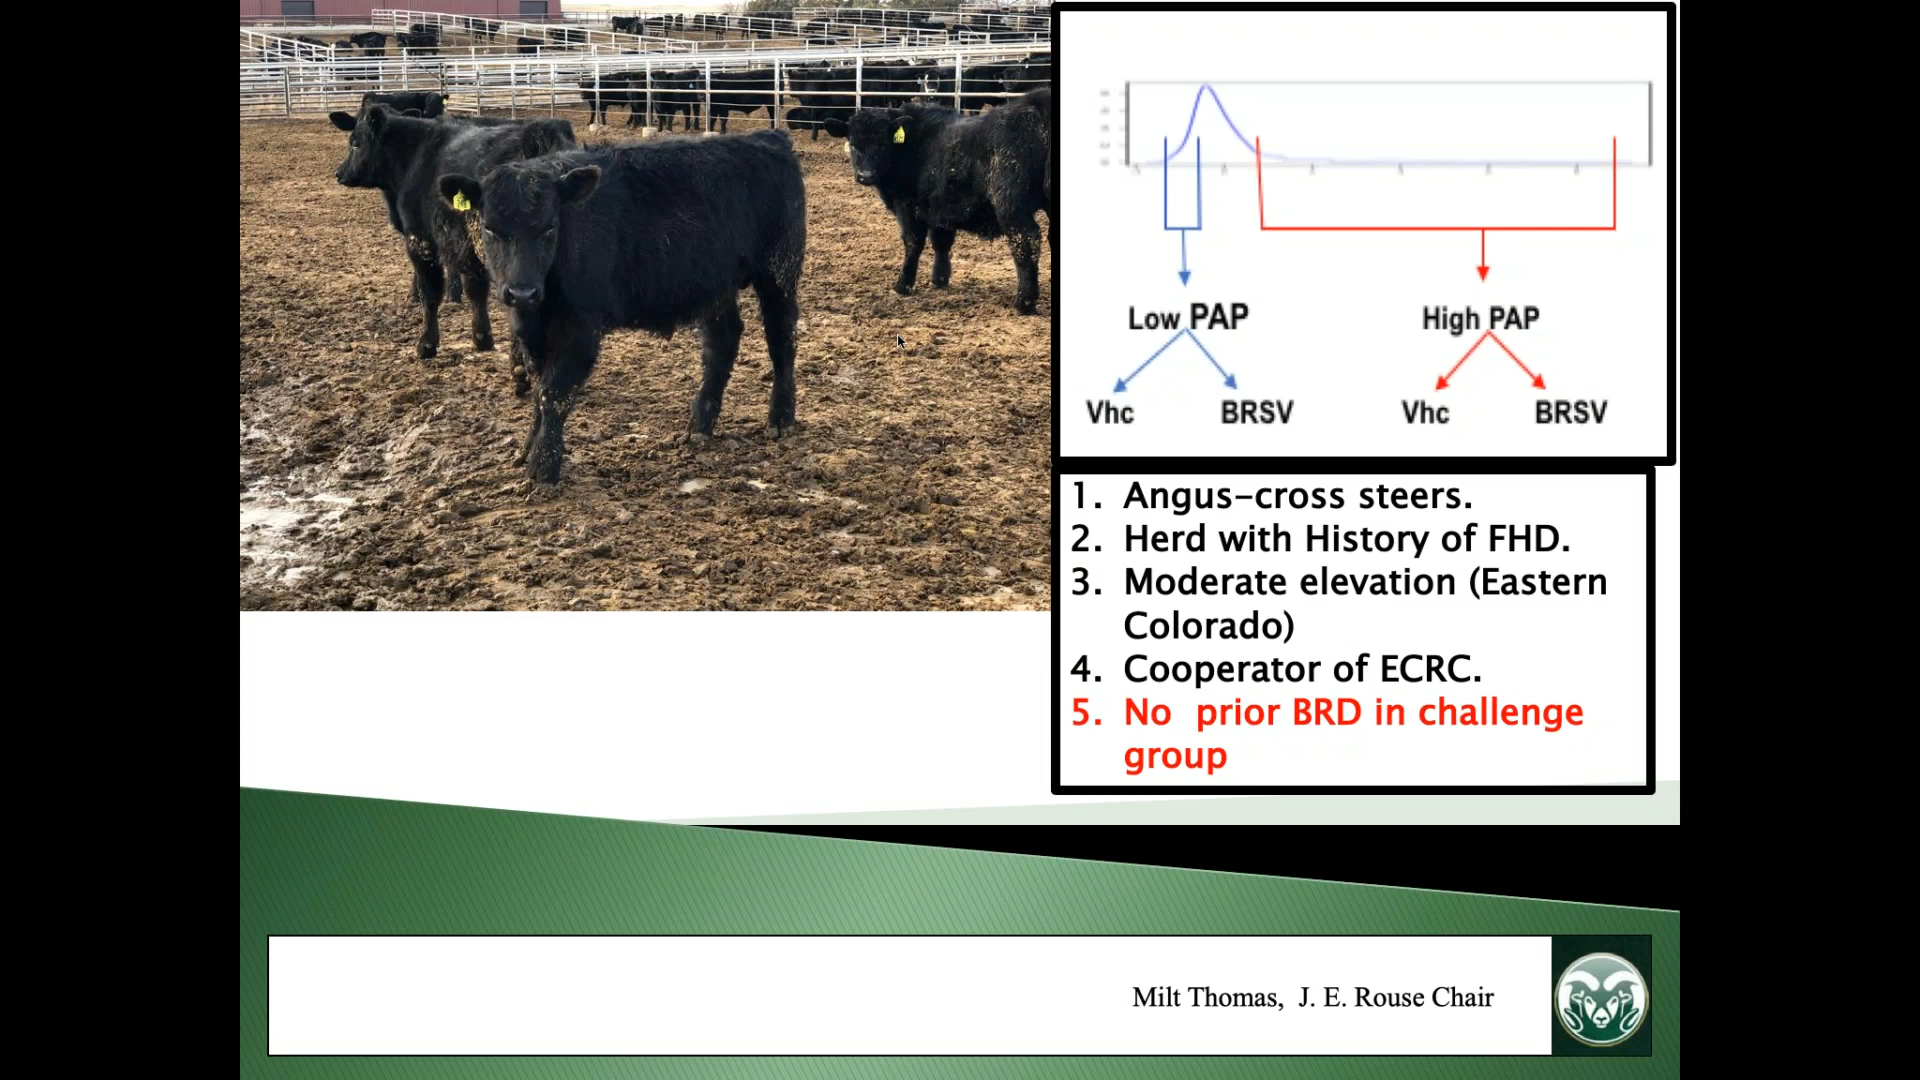 Low PAP
High PAP
Vhc
BRSV
Vhc
BRSV
1. Angus-cross steers.
2. Herd with History of FHD.
3. Moderate elevation (Eastern
Colorado)
4. Cooperator of ECRC.
5. No prior BRD in challenge
group
Milt Thomas, J. E. Rouse Chair